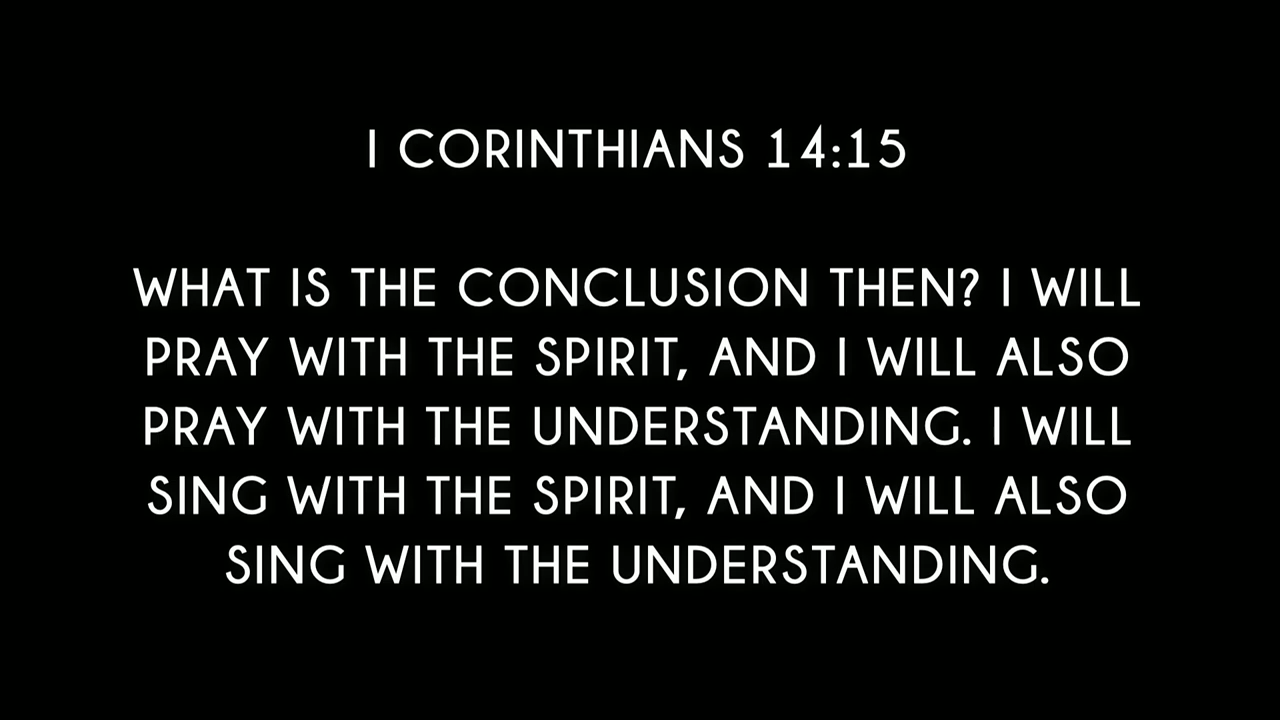 I CORINTHIANS 14:15
WHAT IS THE CONCLUSION THEN? I WILL
PRAY WITH THE SPIRIT, AND I WILL ALSO
PRAY WITH THE UNDERSTANDING. I WILL
SING WITH THE SPIRIT, AND I WILL ALSO
SING WITH THE UNDERSTANDING.